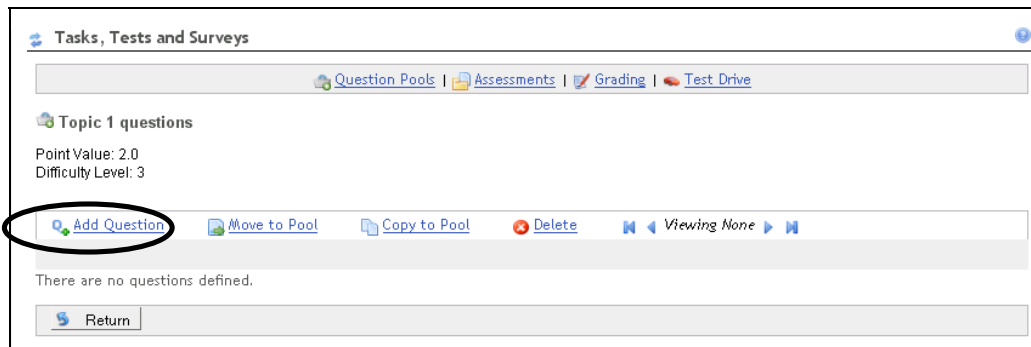 Tasks, Tests and Surveys
Question Pools | Assessments | Grading | Test Drive
Topic 1 questions
Point Value: 2.0
Difficulty Level: 3
Add Question Move to Pool Copy to Pool Delete Viewing None
There are no questions defined.
Return